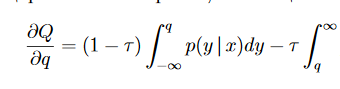 ∂Q/∂q = (1 − τ) ∫_{−∞}^{q} p(y | x)dy − τ ∫_{q}^{∞}